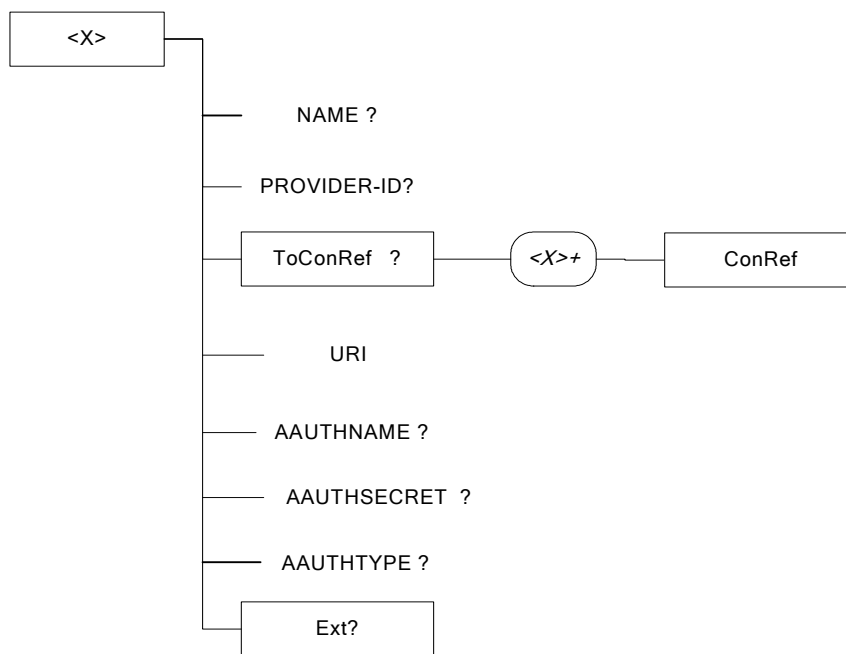 <X>
NAME ?
PROVIDER-ID?
ToConRef ?
<X>+
ConRef
URI
AAUTHNAME ?
AAUTHSECRET ?
AAUTHTYPE ?
Ext?